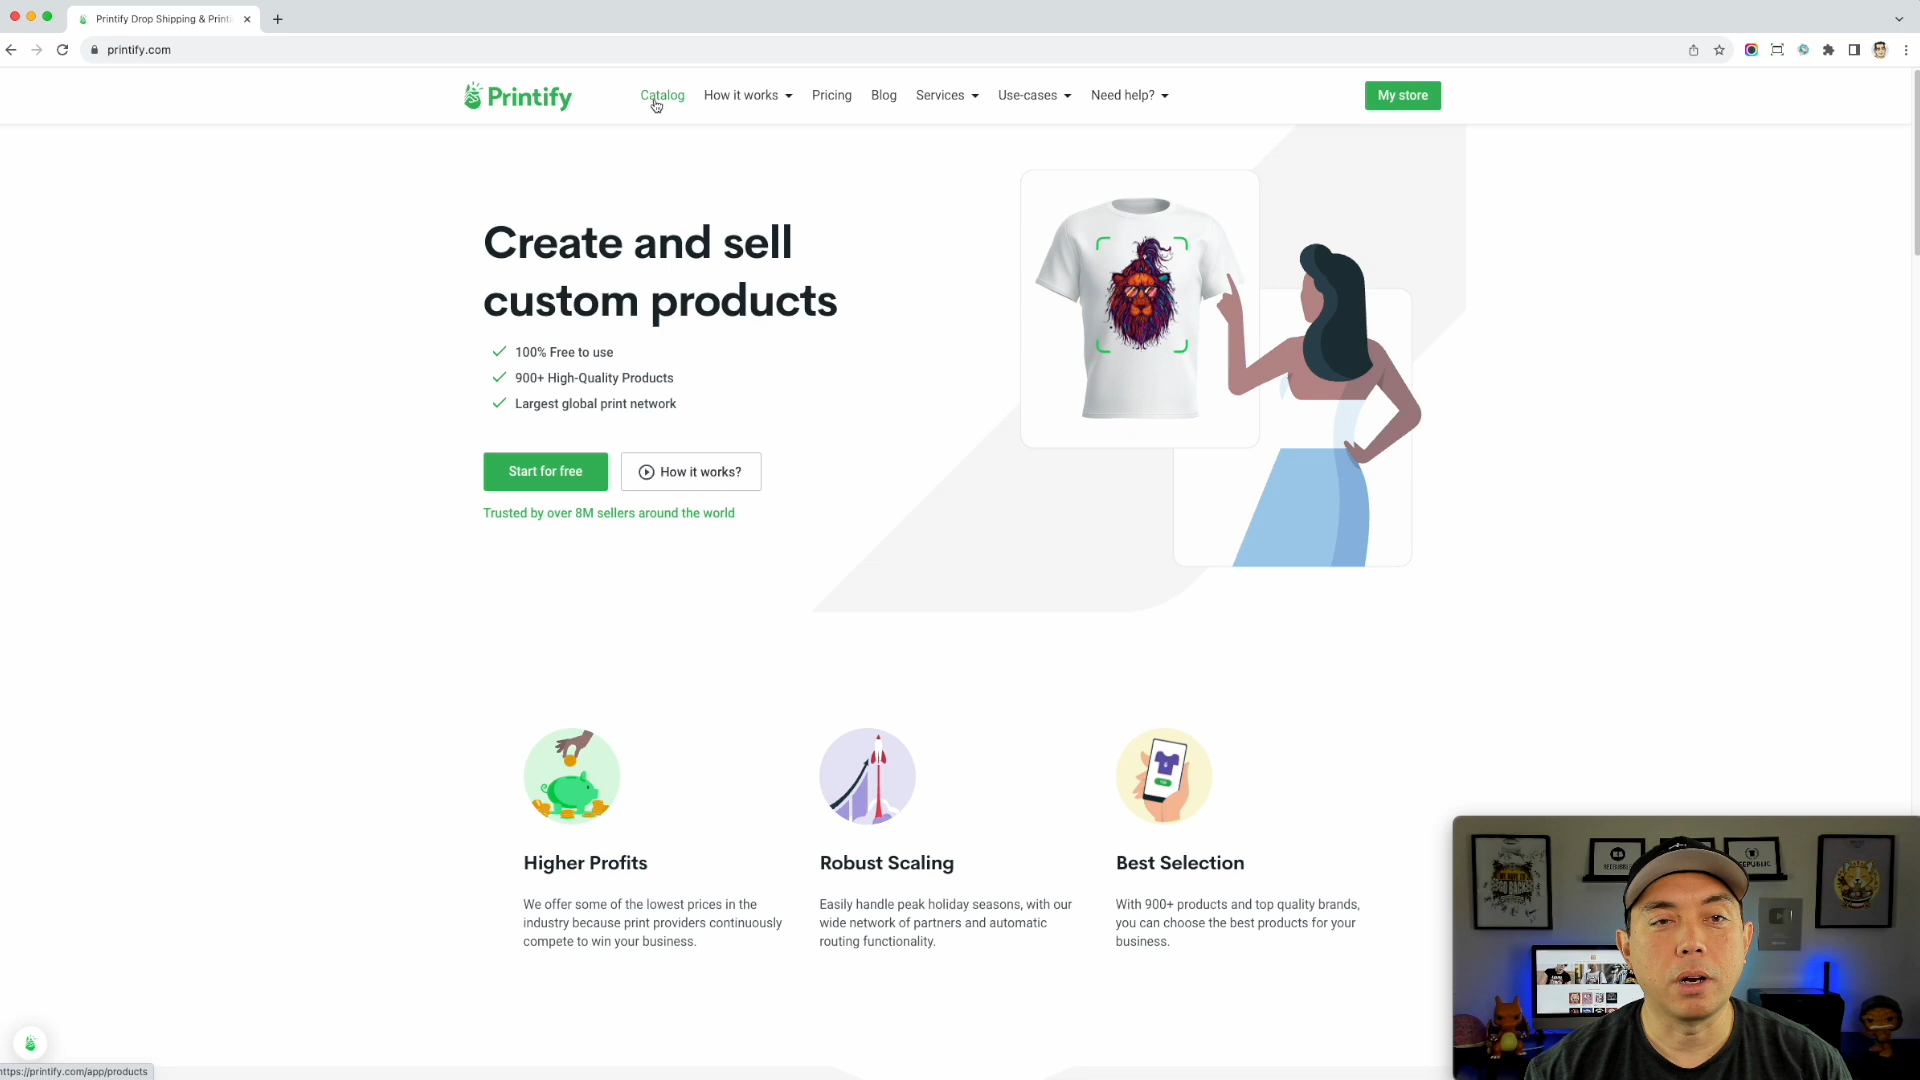 Printify Drop Shipping & Printi
printify.com
Printify
Catalog How it works Pricing Blog Services Use-cases Need help? My store
Create and sell
custom products
100% Free to use
900+ High-Quality Products
Largest global print network
Start for free How it works?
Trusted by over 8M sellers around the world
Higher Profits
We offer some of the lowest prices in the
industry because print providers continuously
compete to win your business.
Robust Scaling
Easily handle peak holiday seasons, with our
wide network of partners and automatic
routing functionality.
Best Selection
With 900+ products and top quality brands,
you can choose the best products for your
business.
REDBUBBLE
https://printify.com/app/products